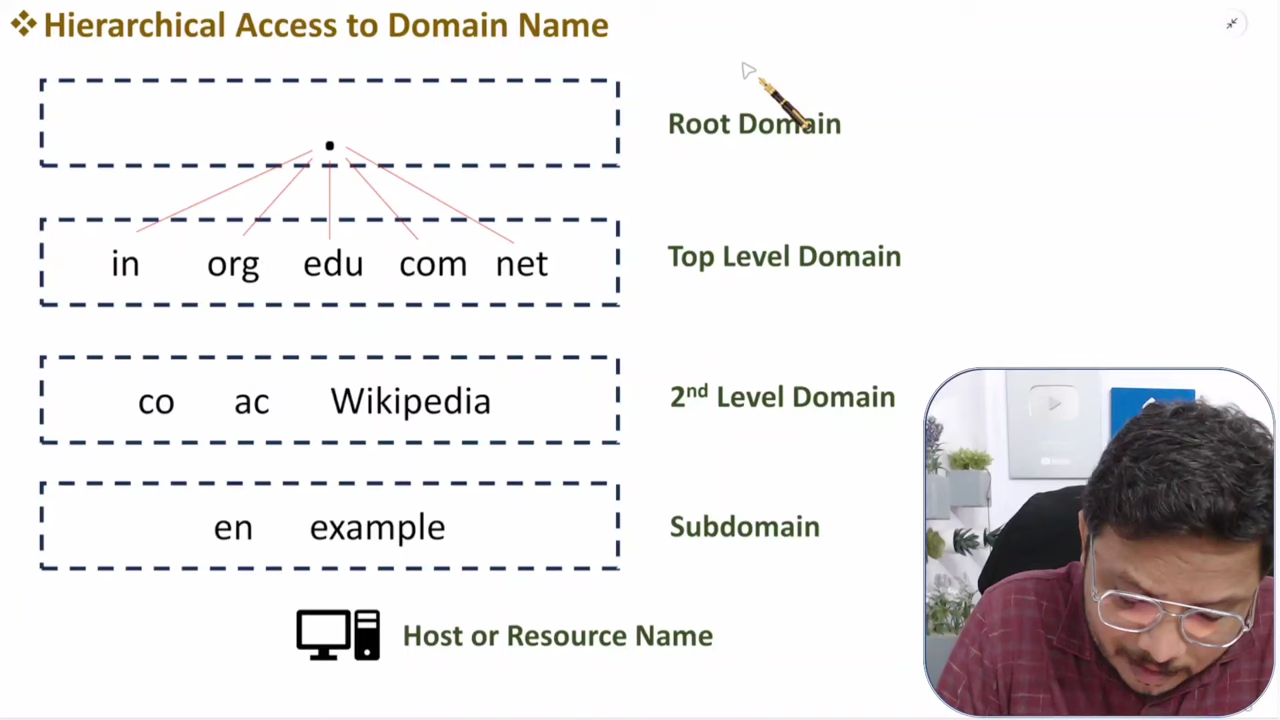 ❖ Hierarchical Access to Domain Name
.
Root Domain
in org edu com net
Top Level Domain
co ac Wikipedia
2nd Level Domain
en example
Subdomain
Host or Resource Name